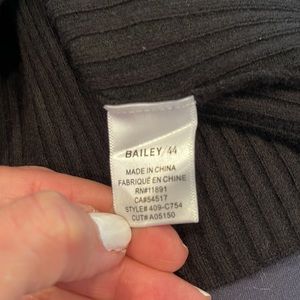 BAILEY/44
MADE IN CHINA
FABRIQUÉ EN CHINE
RN#11891
CA#54517
STYLE# 409-C754
CUT# A05150